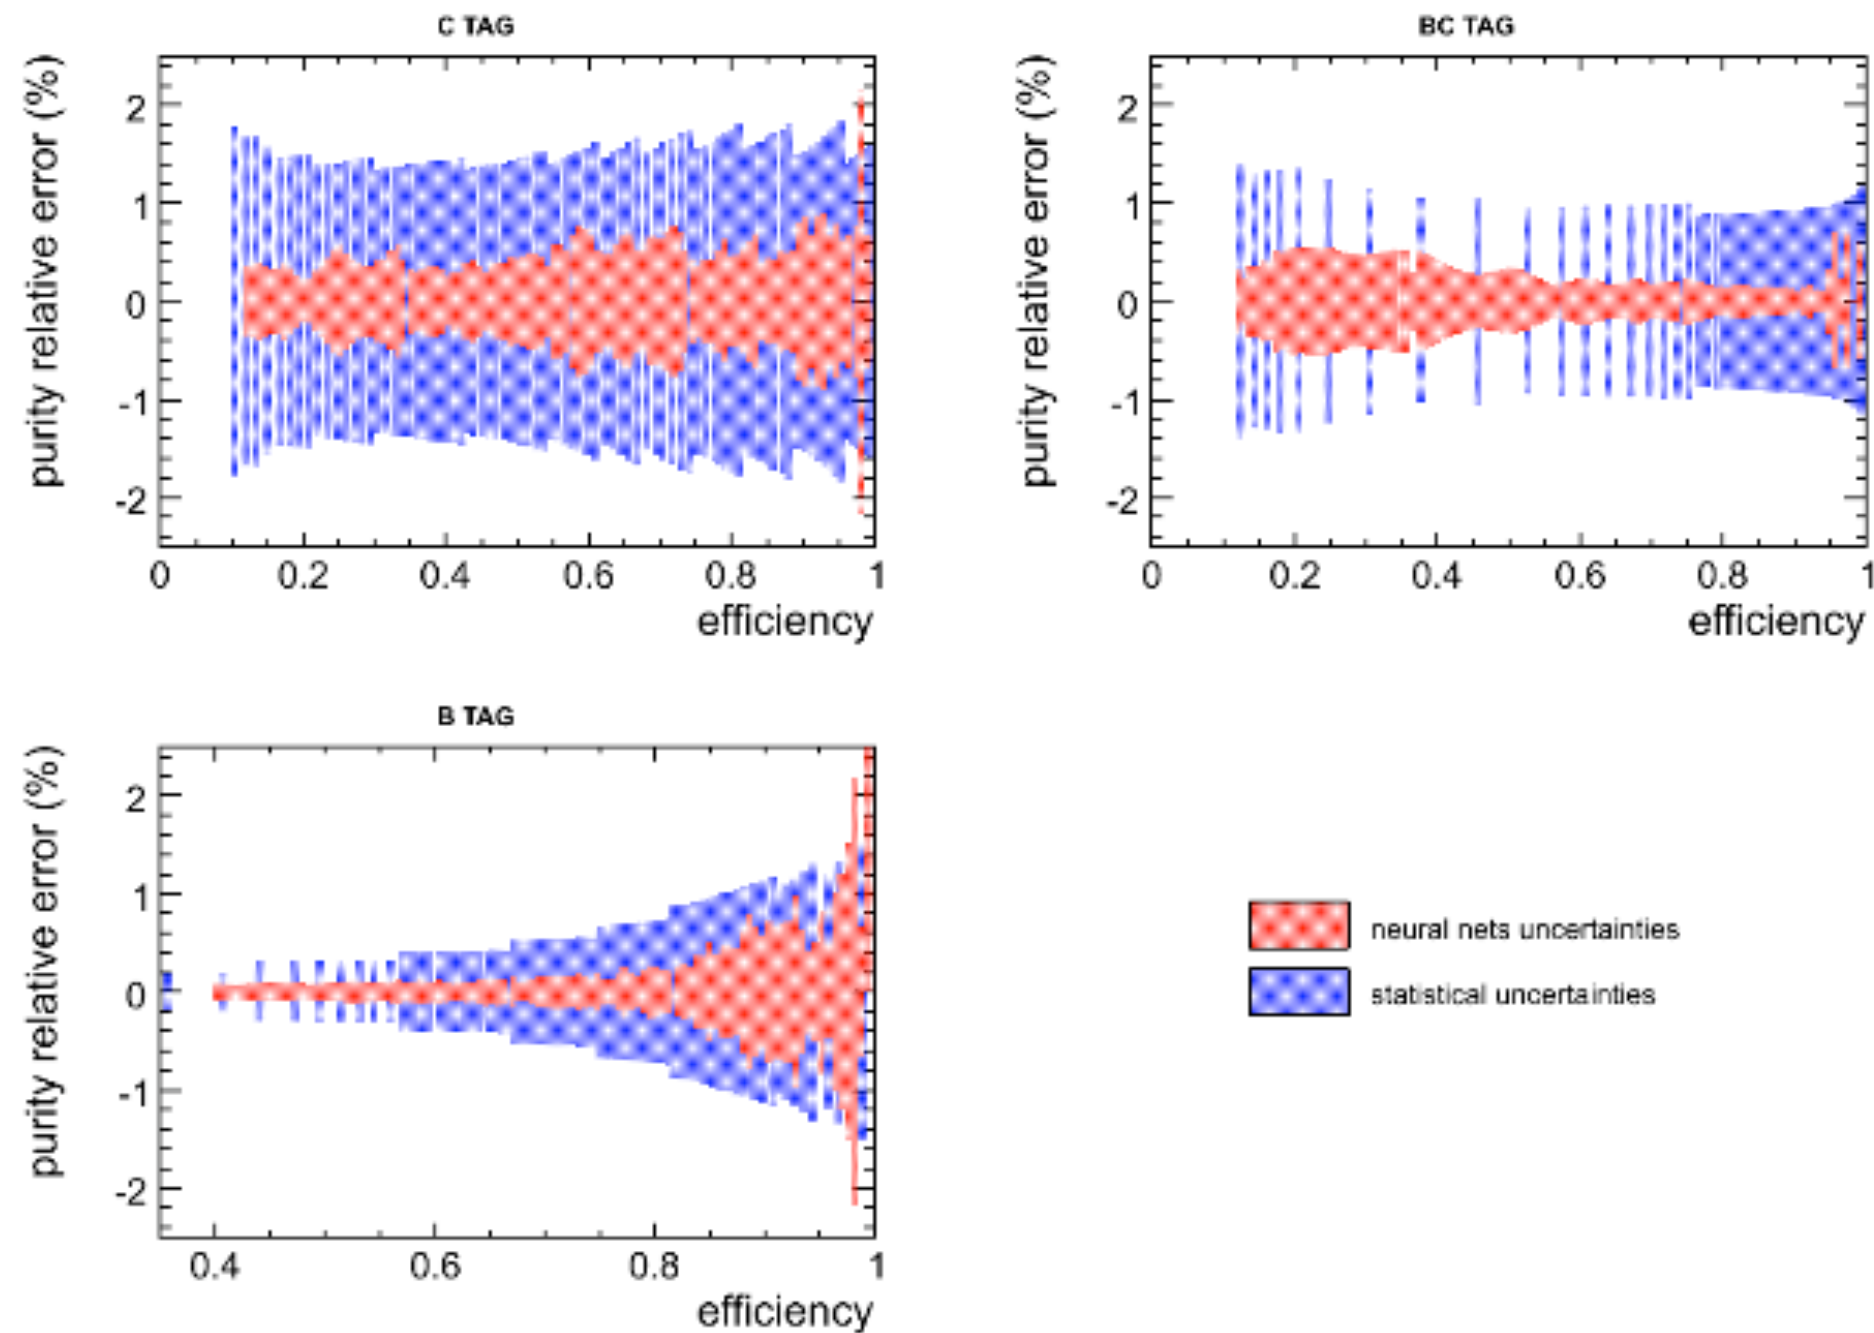 C TAG
purity relative error (%)
2
1
0
-1
-2
0 0.2 0.4 0.6 0.8 1
efficiency
BC TAG
purity relative error (%)
2
1
0
-1
-2
0 0.2 0.4 0.6 0.8 1
efficiency
B TAG
purity relative error (%)
2
1
0
-1
-2
0.4 0.6 0.8 1
efficiency
neural nets uncertainties
statistical uncertainties